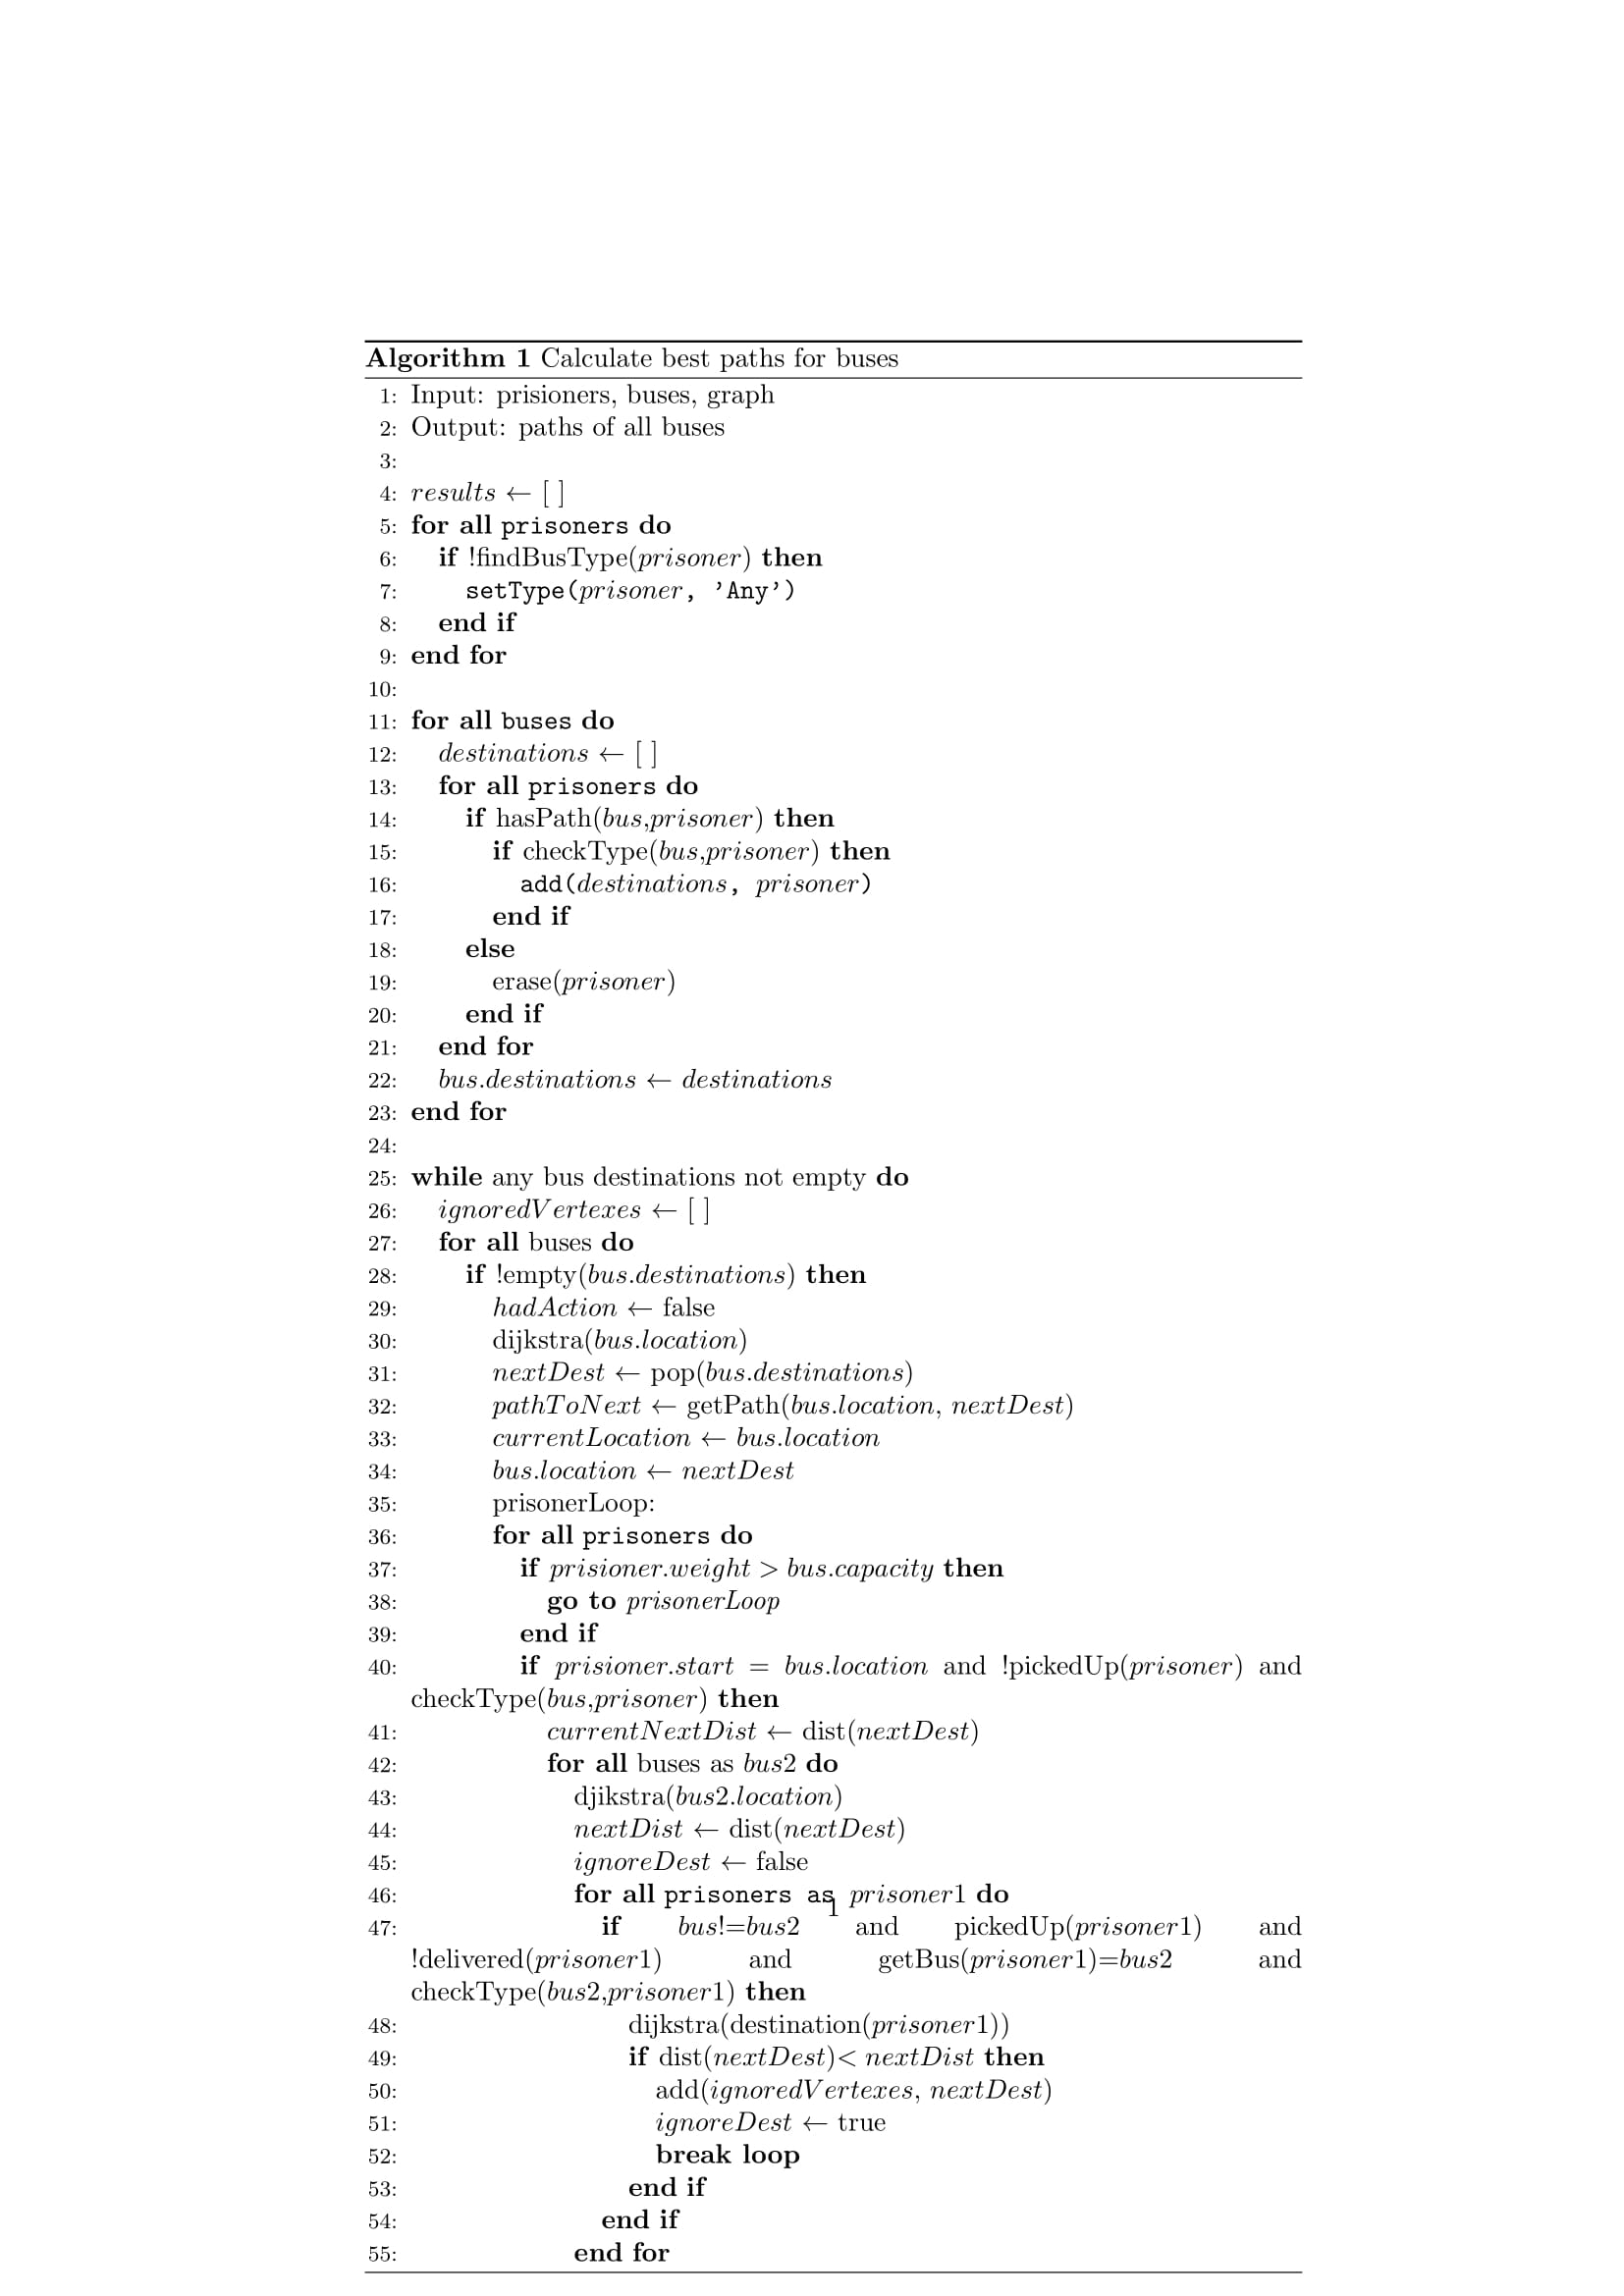 Algorithm 1 Calculate best paths for buses
1: Input: prisioners, buses, graph
2: Output: paths of all buses
3:
4: results ← [ ]
5: for all prisoners do
6: if !findBusType(prisoner) then
7: setType(prisoner, 'Any')
8: end if
9: end for
10:
11: for all buses do
12: destinations ← [ ]
13: for all prisoners do
14: if hasPath(bus,prisoner) then
15: if checkType(bus,prisoner) then
16: add(destinations, prisoner)
17: end if
18: else
19: erase(prisoner)
20: end if
21: end for
22: bus.destinations ← destinations
23: end for
24:
25: while any bus destinations not empty do
26: ignoredVertexes ← [ ]
27: for all buses do
28: if !empty(bus.destinations) then
29: hadAction ← false
30: dijkstra(bus.location)
31: nextDest ← pop(bus.destinations)
32: pathToNext ← getPath(bus.location, nextDest)
33: currentLocation ← bus.location
34: bus.location ← nextDest
35: prisonerLoop:
36: for all prisoners do
37: if prisioner.weight > bus.capacity then
38: go to prisonerLoop
39: end if
40: if prisioner.start = bus.location and !pickedUp(prisoner) and
checkType(bus,prisoner) then
41: currentNextDist ← dist(nextDest)
42: for all buses as bus2 do
43: djikstra(bus2.location)
44: nextDist ← dist(nextDest)
45: ignoreDest ← false
46: for all prisoners as prisoner1 do
1
47: if bus!=bus2 and pickedUp(prisoner1) and
!delivered(prisoner1) and getBus(prisoner1)=bus2 and
checkType(bus2,prisoner1) then
48: dijkstra(destination(prisoner1))
49: if dist(nextDest)< nextDist then
50: add(ignoredVertexes, nextDest)
51: ignoreDest ← true
52: break loop
53: end if
54: end if
55: end for